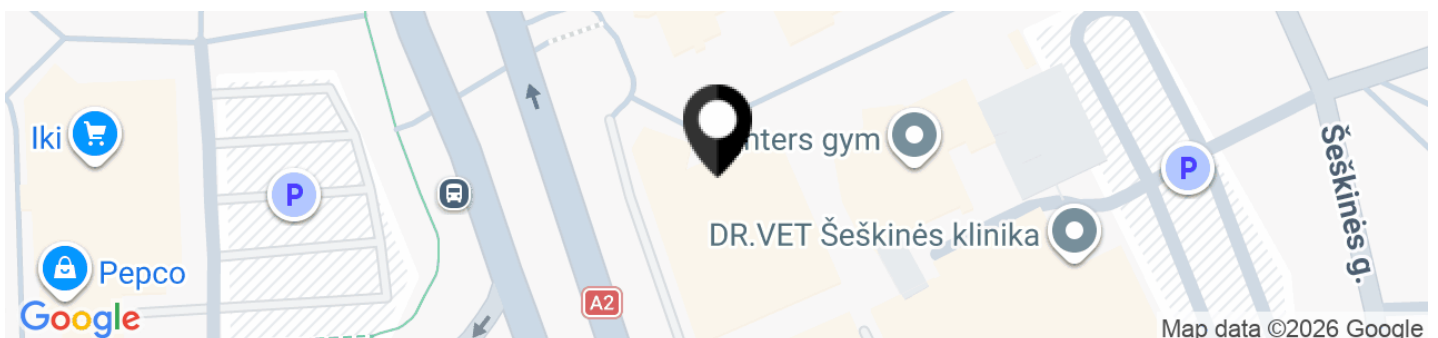 Iki
P
nters gym
P
DR.VET Šeškinės klinika
Šeškinės g.
Pepco
A2
Google
Map data ©2026 Google